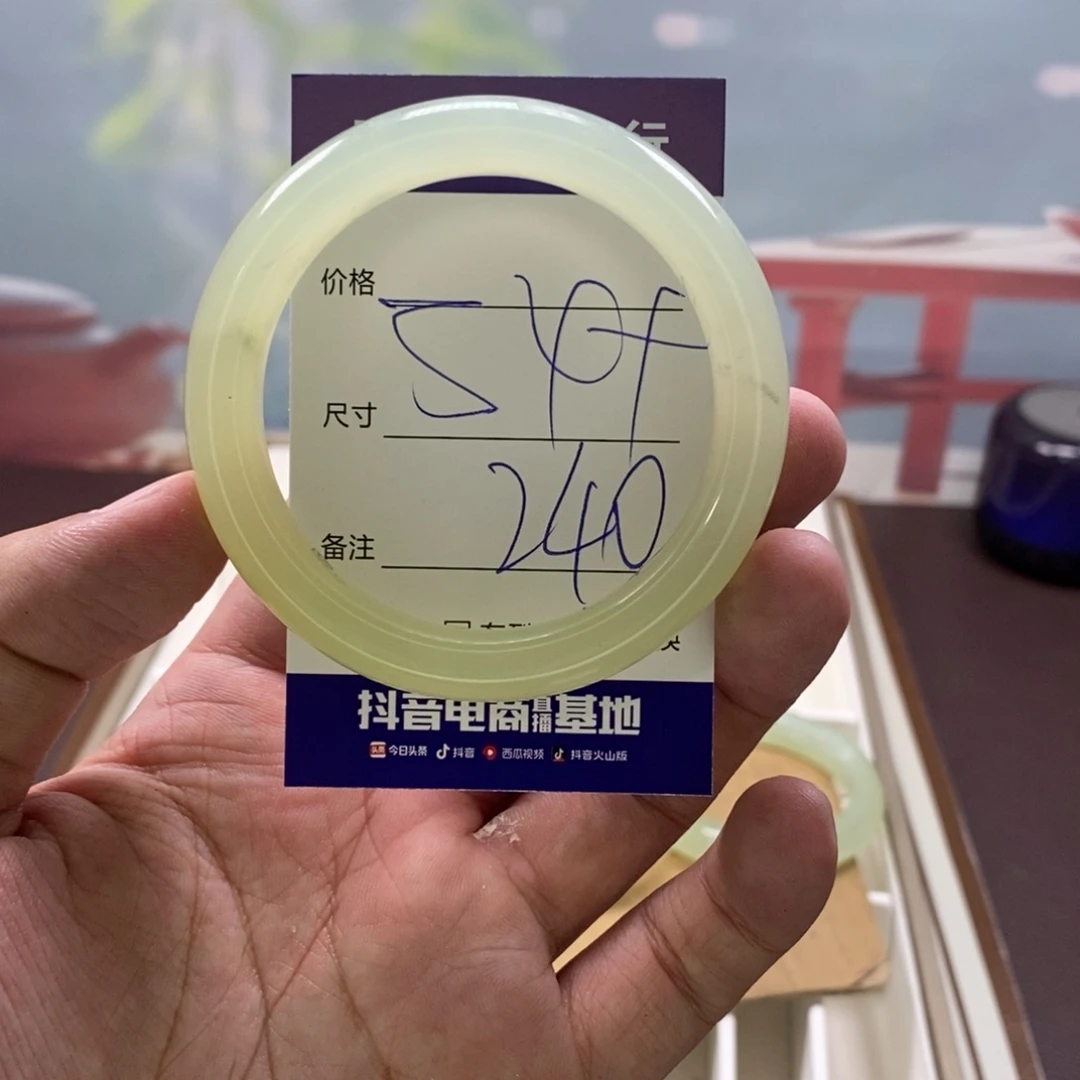 行
价格
尺寸
240
备注
抖音电商直播基地
今日头条 抖音 西瓜视频 抖音火山版